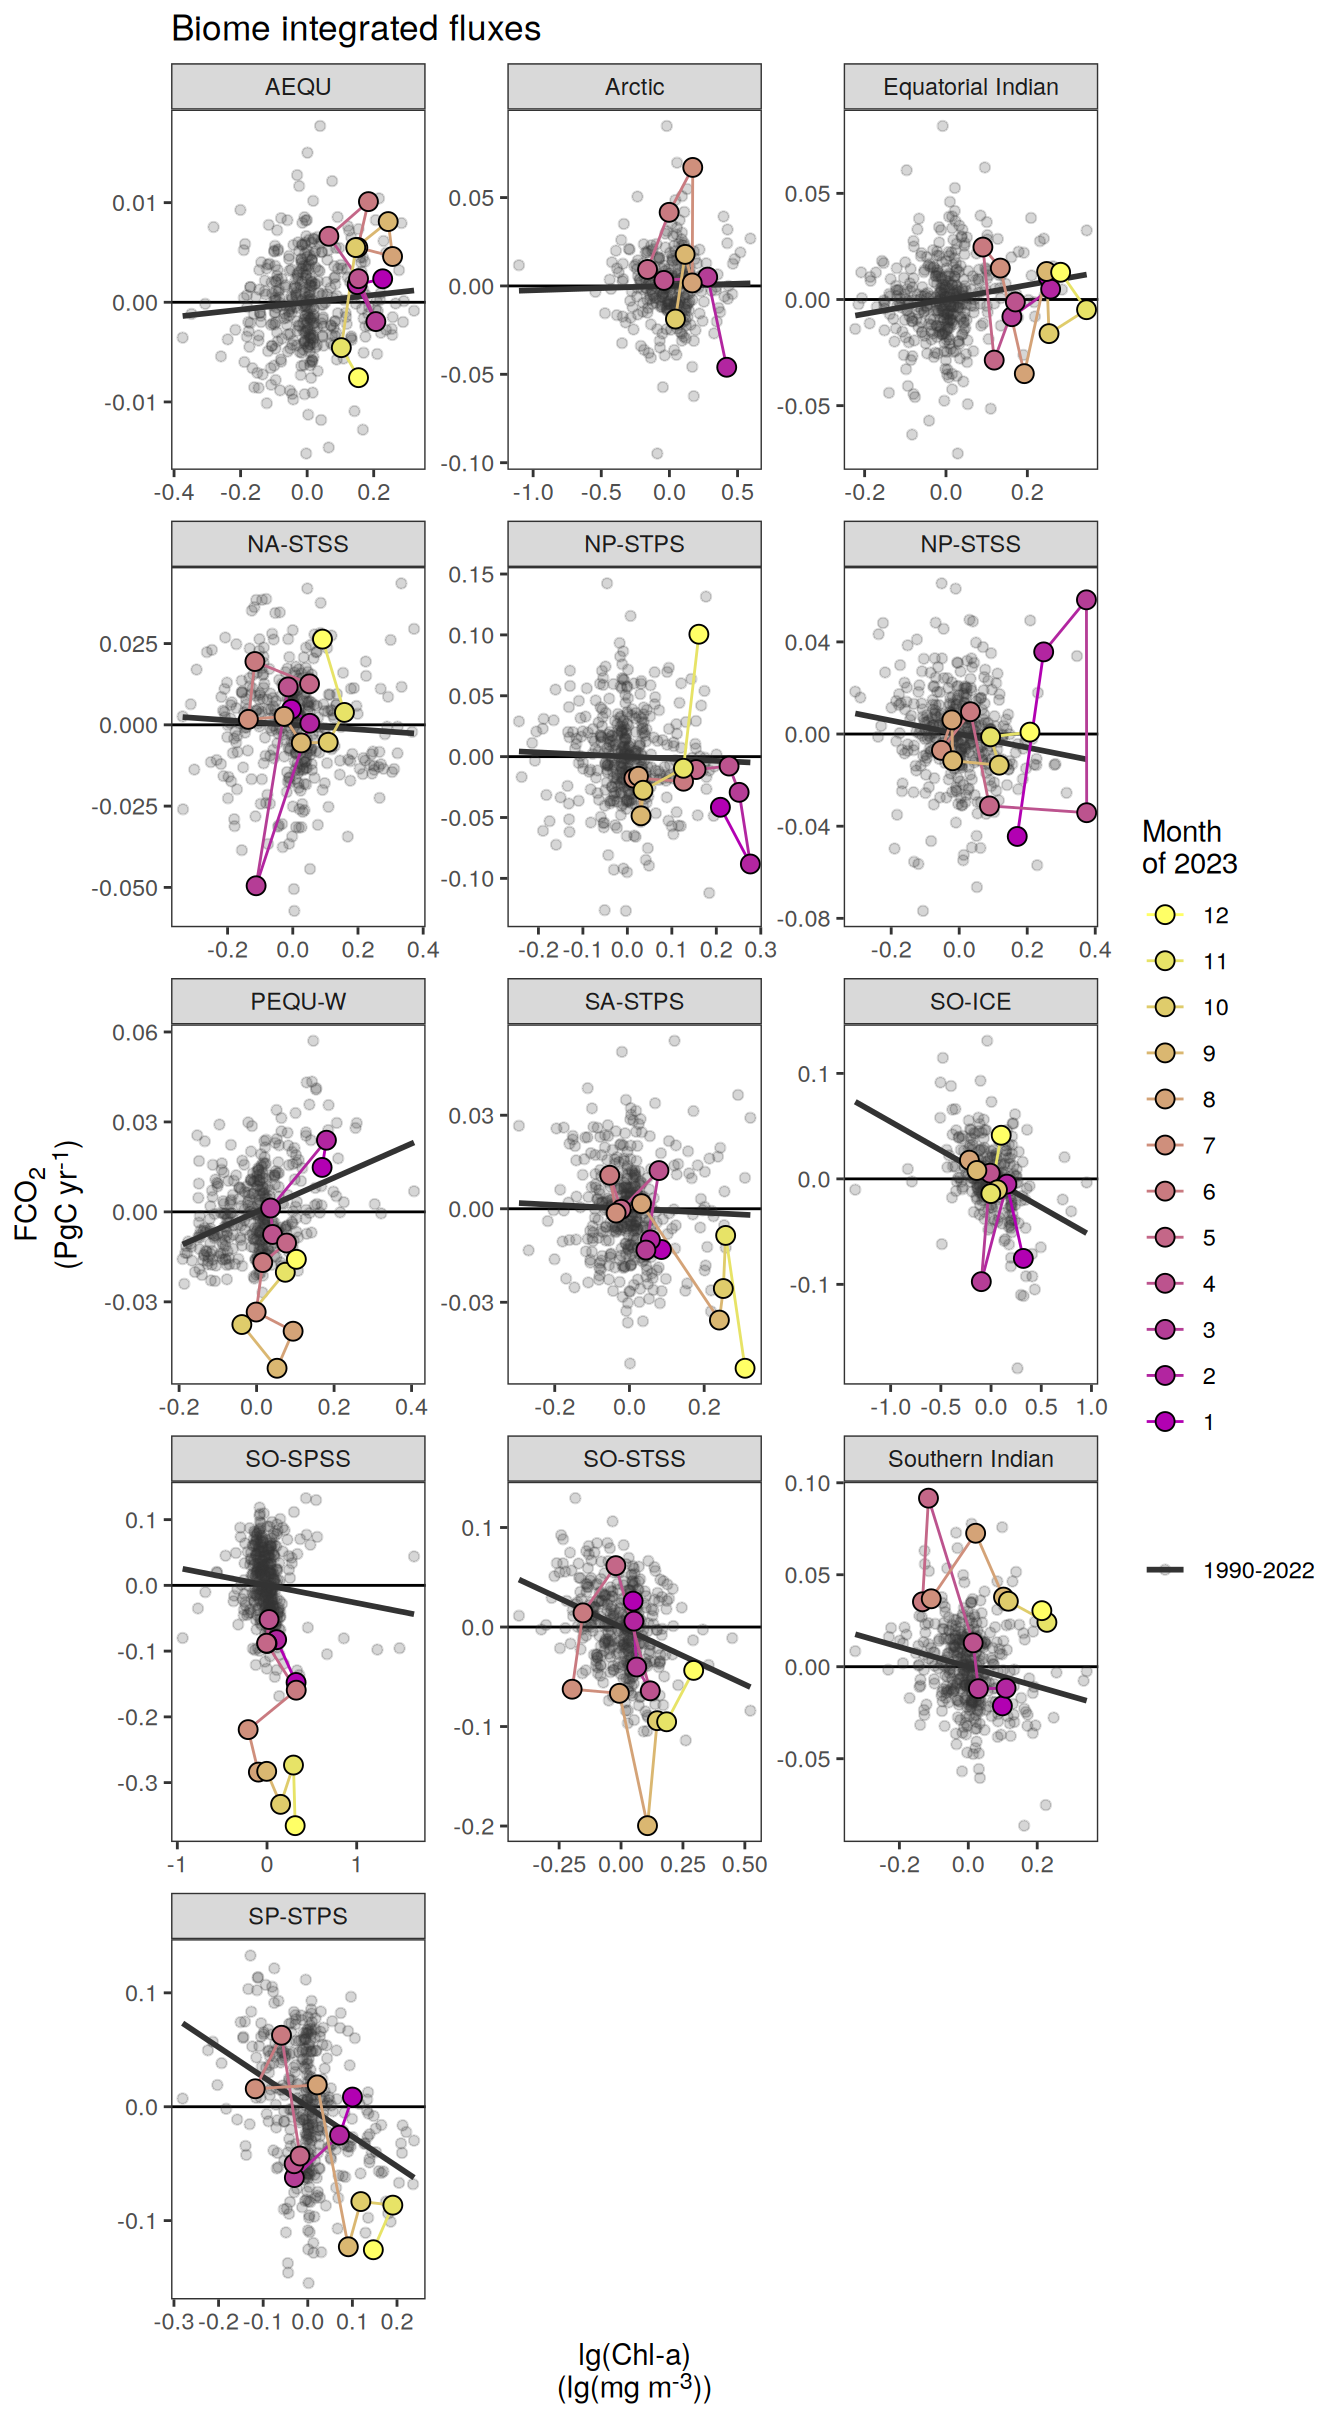 Biome integrated fluxes
AEQU
Arctic
Equatorial Indian
0.01
0.00
-0.01
0.05
0.00
-0.05
-0.10
0.05
0.00
-0.05
-0.4 -0.2 0.0 0.2
-1.0 -0.5 0.0 0.5
-0.2 0.0 0.2
NA-STSS
NP-STPS
NP-STSS
0.025
0.000
-0.025
-0.050
0.15
0.10
0.05
0.00
-0.05
-0.10
0.04
0.00
-0.04
-0.08
-0.2 0.0 0.2 0.4
-0.2 -0.1 0.0 0.1 0.2 0.3
-0.2 0.0 0.2 0.4
PEQU-W
SA-STPS
SO-ICE
0.06
0.03
0.00
-0.03
0.03
0.00
-0.03
0.1
0.0
-0.1
-0.2 0.0 0.2 0.4
-0.2 0.0 0.2
-1.0 -0.5 0.0 0.5 1.0
SO-SPSS
SO-STSS
Southern Indian
0.1
0.0
-0.1
-0.2
-0.3
0.1
0.0
-0.1
-0.2
0.10
0.05
0.00
-0.05
-1 0 1
-0.25 0.00 0.25 0.50
-0.2 0.0 0.2
SP-STPS
0.1
0.0
-0.1
-0.3 -0.2 -0.1 0.0 0.1 0.2
FCO₂
(PgC yr⁻¹)
lg(Chl-a)
(lg(mg m⁻³))
Month
of 2023
12
11
10
9
8
7
6
5
4
3
2
1
1990-2022